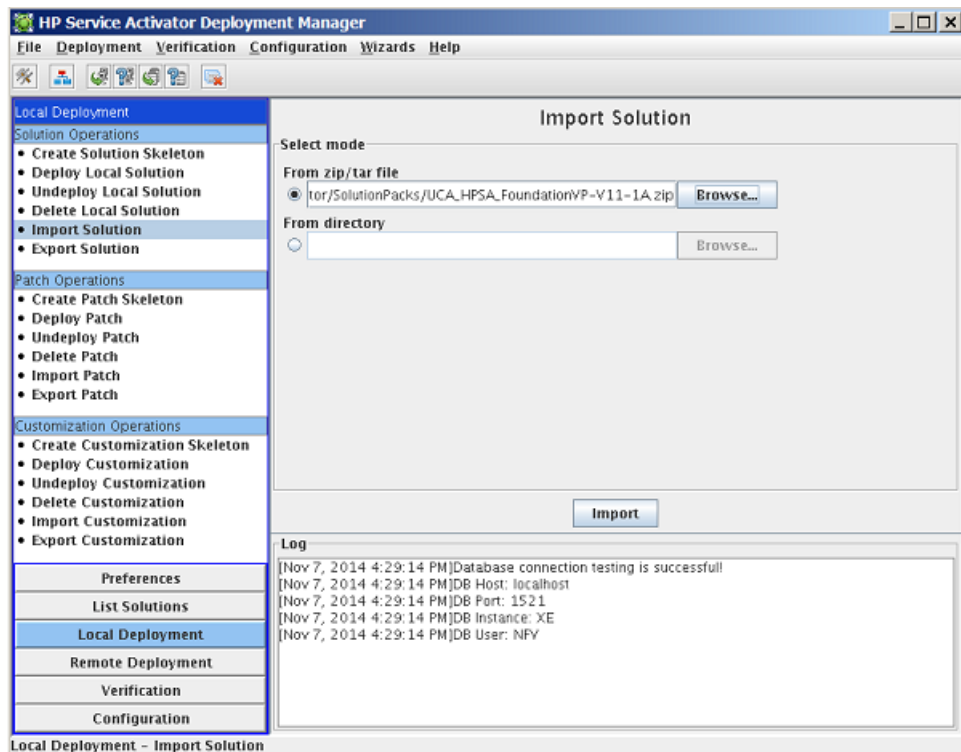 HP Service Activator Deployment Manager
File Deployment Verification Configuration Wizards Help
Local Deployment
Solution Operations
• Create Solution Skeleton
• Deploy Local Solution
• Undeploy Local Solution
• Delete Local Solution
• Import Solution
• Export Solution
Patch Operations
• Create Patch Skeleton
• Deploy Patch
• Undeploy Patch
• Delete Patch
• Import Patch
• Export Patch
Customization Operations
• Create Customization Skeleton
• Deploy Customization
• Undeploy Customization
• Delete Customization
• Import Customization
• Export Customization
Preferences
List Solutions
Local Deployment
Remote Deployment
Verification
Configuration
Import Solution
Select mode
From zip/tar file
tor/SolutionPacks/UCA_HPSA_FoundationVP-V11-1A.zip Browse...
From directory
Browse...
Import
Log
[Nov 7, 2014 4:29:14 PM]Database connection testing is successful!
[Nov 7, 2014 4:29:14 PM]DB Host: localhost
[Nov 7, 2014 4:29:14 PM]DB Port: 1521
[Nov 7, 2014 4:29:14 PM]DB Instance: XE
[Nov 7, 2014 4:29:14 PM]DB User: NFV
Local Deployment - Import Solution